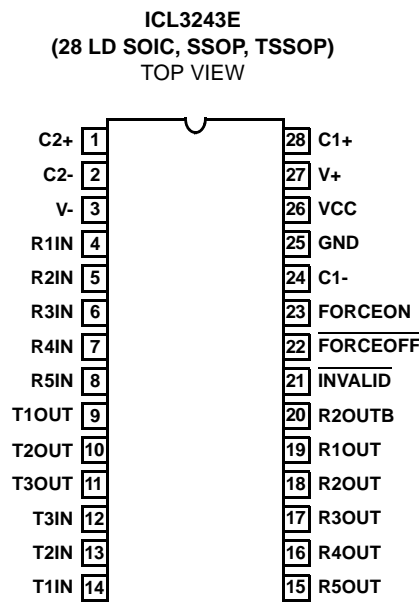 ICL3243E
(28 LD SOIC, SSOP, TSSOP)
TOP VIEW
C2+ 1 28 C1+
C2- 2 27 V+
V- 3 26 VCC
R1IN 4 25 GND
R2IN 5 24 C1-
R3IN 6 23 FORCEON
R4IN 7 22 FORCEOFF
R5IN 8 21 INVALID
T1OUT 9 20 R2OUTB
T2OUT 10 19 R1OUT
T3OUT 11 18 R2OUT
T3IN 12 17 R3OUT
T2IN 13 16 R4OUT
T1IN 14 15 R5OUT